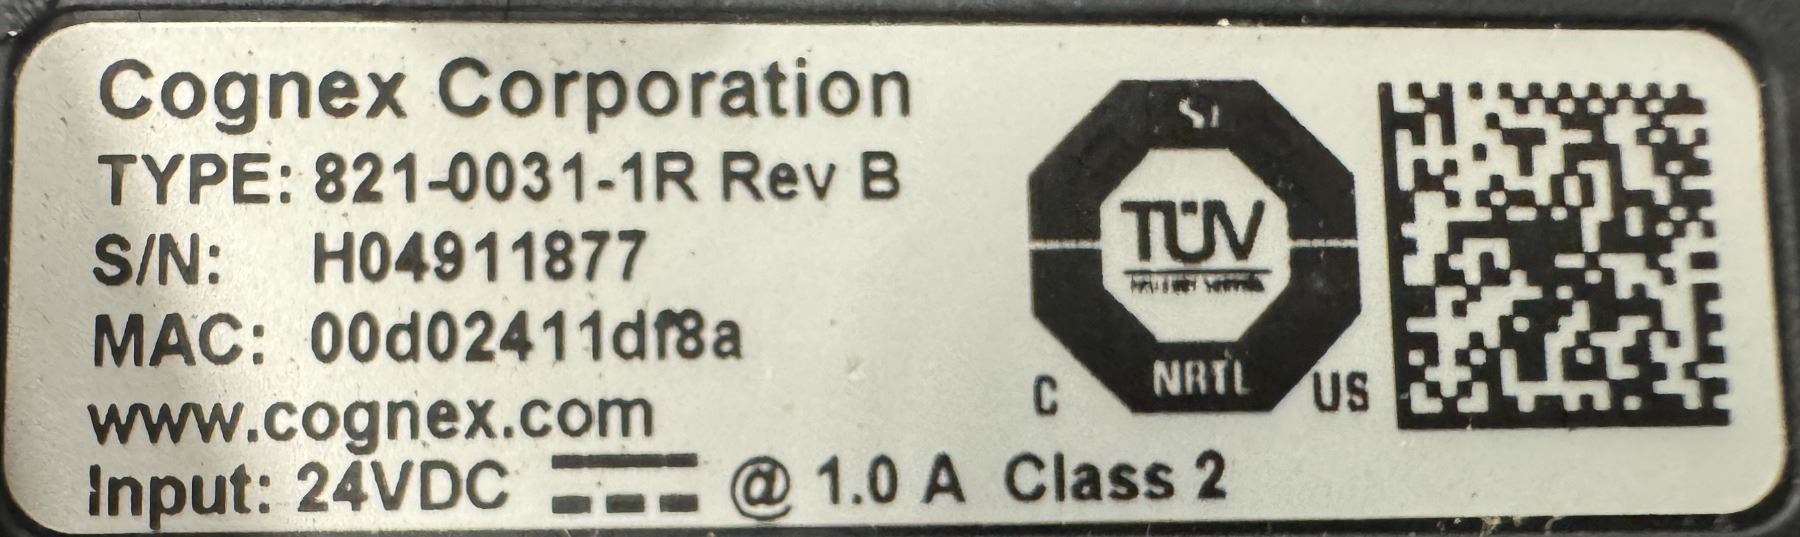 Cognex Corporation
TYPE: 821-0031-1R Rev B
S/N: H04911877
MAC: 00d02411df8a
www.cognex.com
Input: 24VDC @ 1.0 A Class 2
TÜV
NRTL
C US